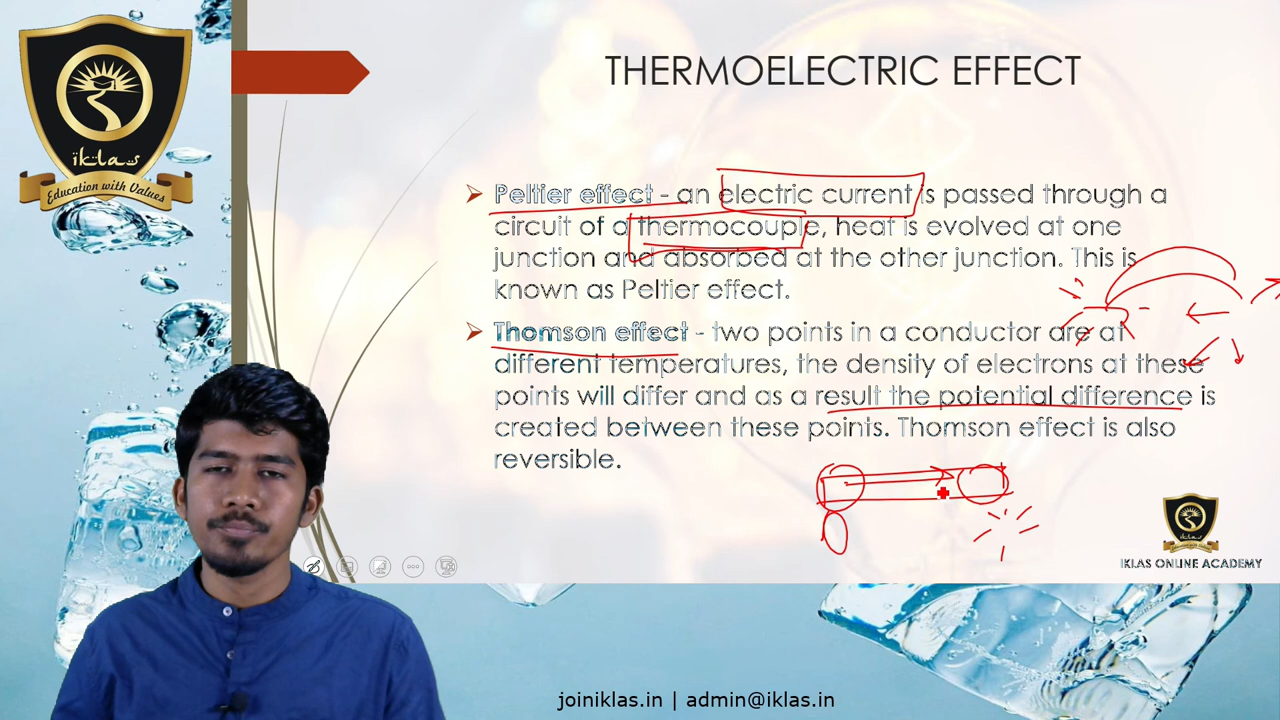 THERMOELECTRIC EFFECT
iklas
Education with Values
Peltier effect - an electric current is passed through a
circuit of a thermocouple, heat is evolved at one
junction and absorbed at the other junction. This is
known as Peltier effect.
Thomson effect - two points in a conductor are at
different temperatures, the density of electrons at these
points will differ and as a result the potential difference is
created between these points. Thomson effect is also
reversible.
IKLAS ONLINE ACADEMY
joiniklas.in | admin@iklas.in